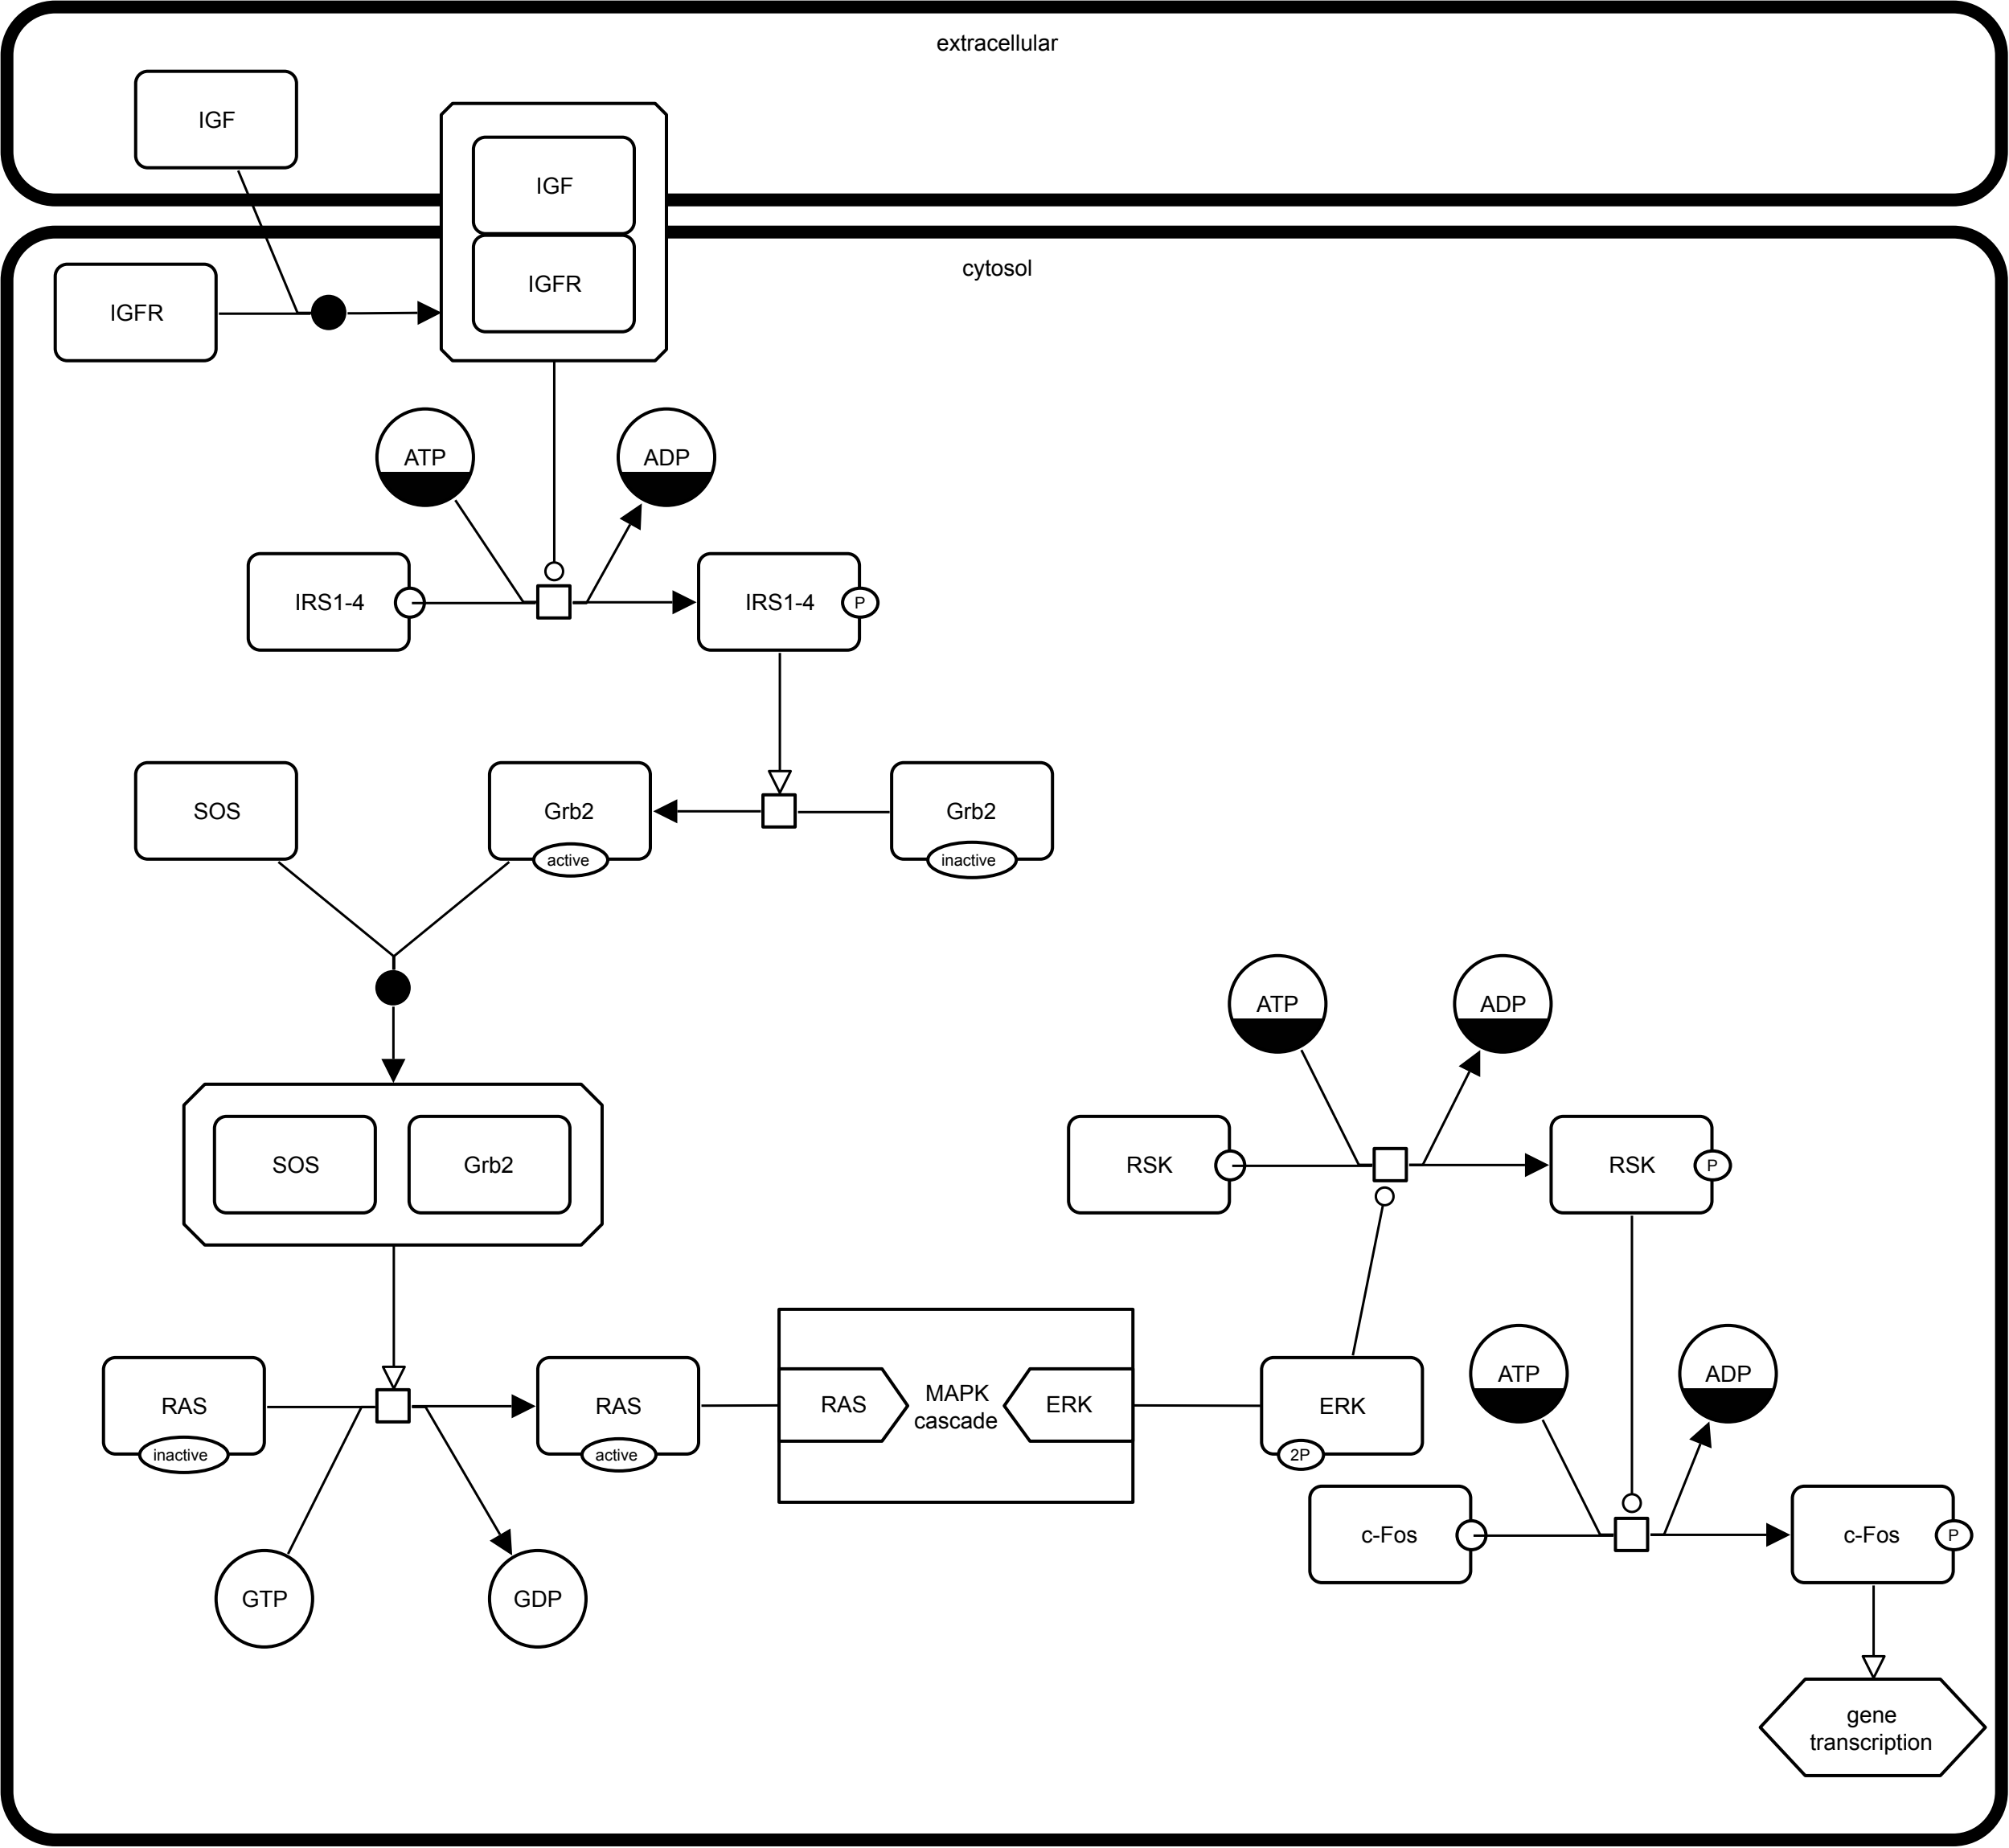 extracellular
IGF
IGF
IGFR
cytosol
IGFR
ATP
ADP
IRS1-4
IRS1-4
P
SOS
Grb2
active
Grb2
inactive
SOS
Grb2
ATP
ADP
RSK
RSK
P
RAS
inactive
RAS
active
RAS
MAPK
cascade
ERK
ERK
2P
ATP
ADP
c-Fos
c-Fos
P
GTP
GDP
gene
transcription